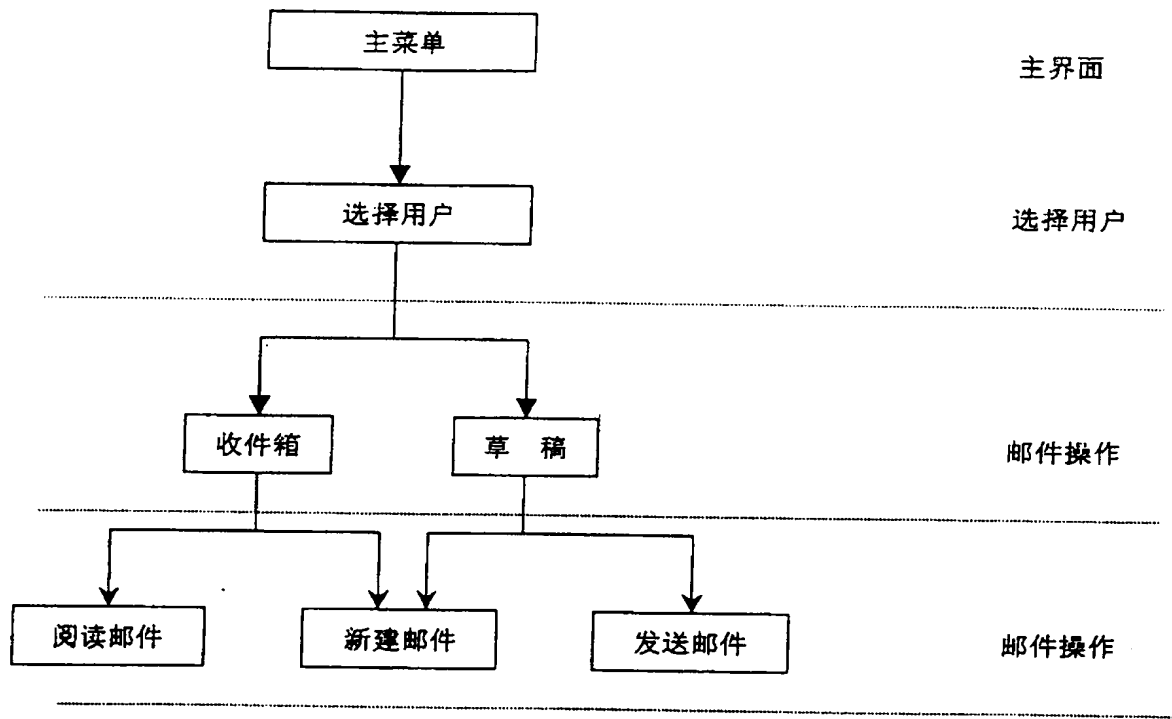 主菜单
主界面
选择用户
选择用户
收件箱
草 稿
邮件操作
阅读邮件
新建邮件
发送邮件
邮件操作